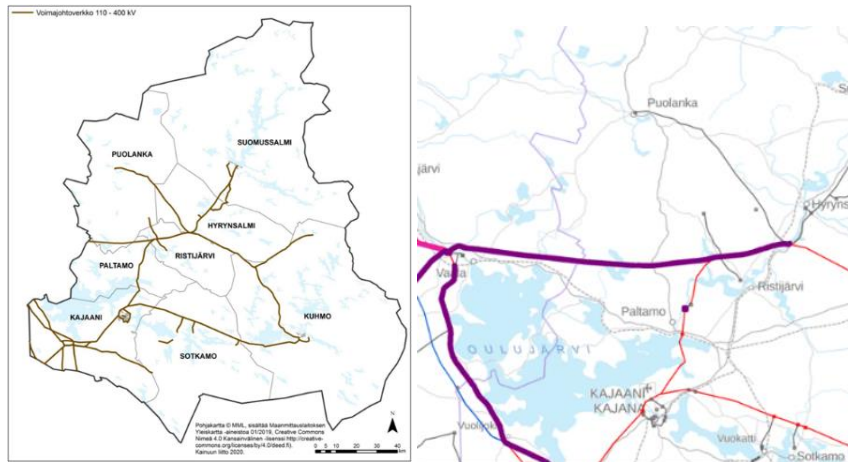 Voimajohtoverkko 110 - 400 kV
SUOMUSSALMI
PUOLANKA
HYRYNSALMI
RISTIJÄRVI
PALTAMO
KAJAANI
KUHMO
SOTKAMO
Pohjakartta © MML, sisältää Maanmittauslaitoksen
Yleiskartta -aineistoa 01/2019, Creative Commons
Nimeä 4.0 Kansainvälinen -lisenssi http://creative-
commons.org/licenses/by/4.0/deed.fi).
Kainuun liitto 2020.
N
0 5 10 20 30 40
km
Puolanka
järvi
Hyryns
Vaala
Ristijärvi
Paltamo
OULUJÄRVI
KAJAANI
KAJANA
Vuolijoki
Vuokatti
Sotkamo